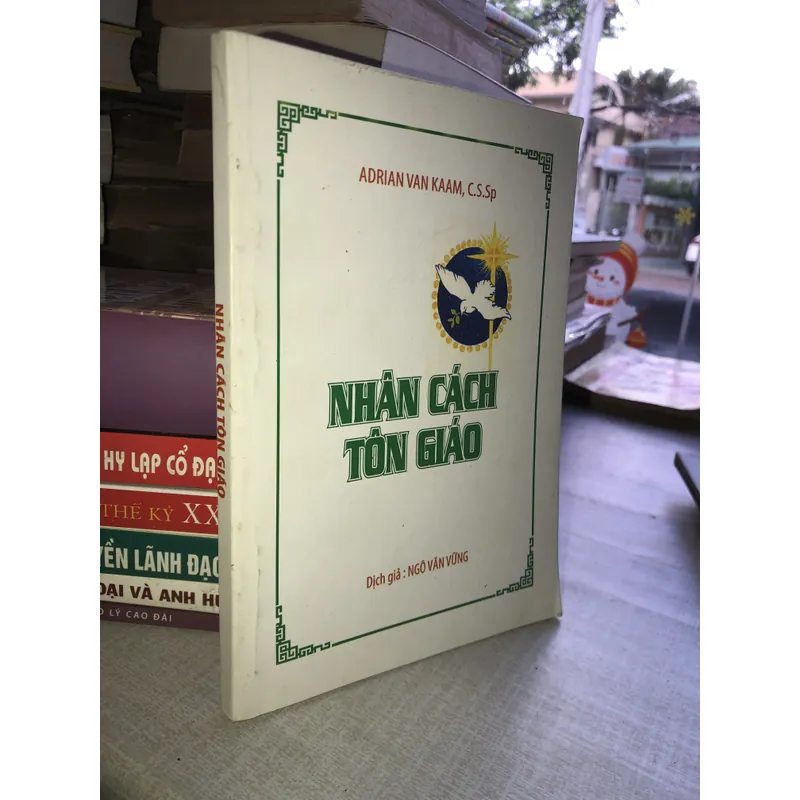 ADRIAN VAN KAAM, C.S.Sp
NHÂN CÁCH
TÔN GIÁO
Dịch giả : NGÔ VĂN VỮNG
NHÂN CÁCH TÔN GIÁO
HY LẠP CỔ ĐẠ
THẾ KỶ XX
YỀN LÃNH ĐẠO
ĐẠI VÀ ANH HÙ
LÝ CAO ĐÀI